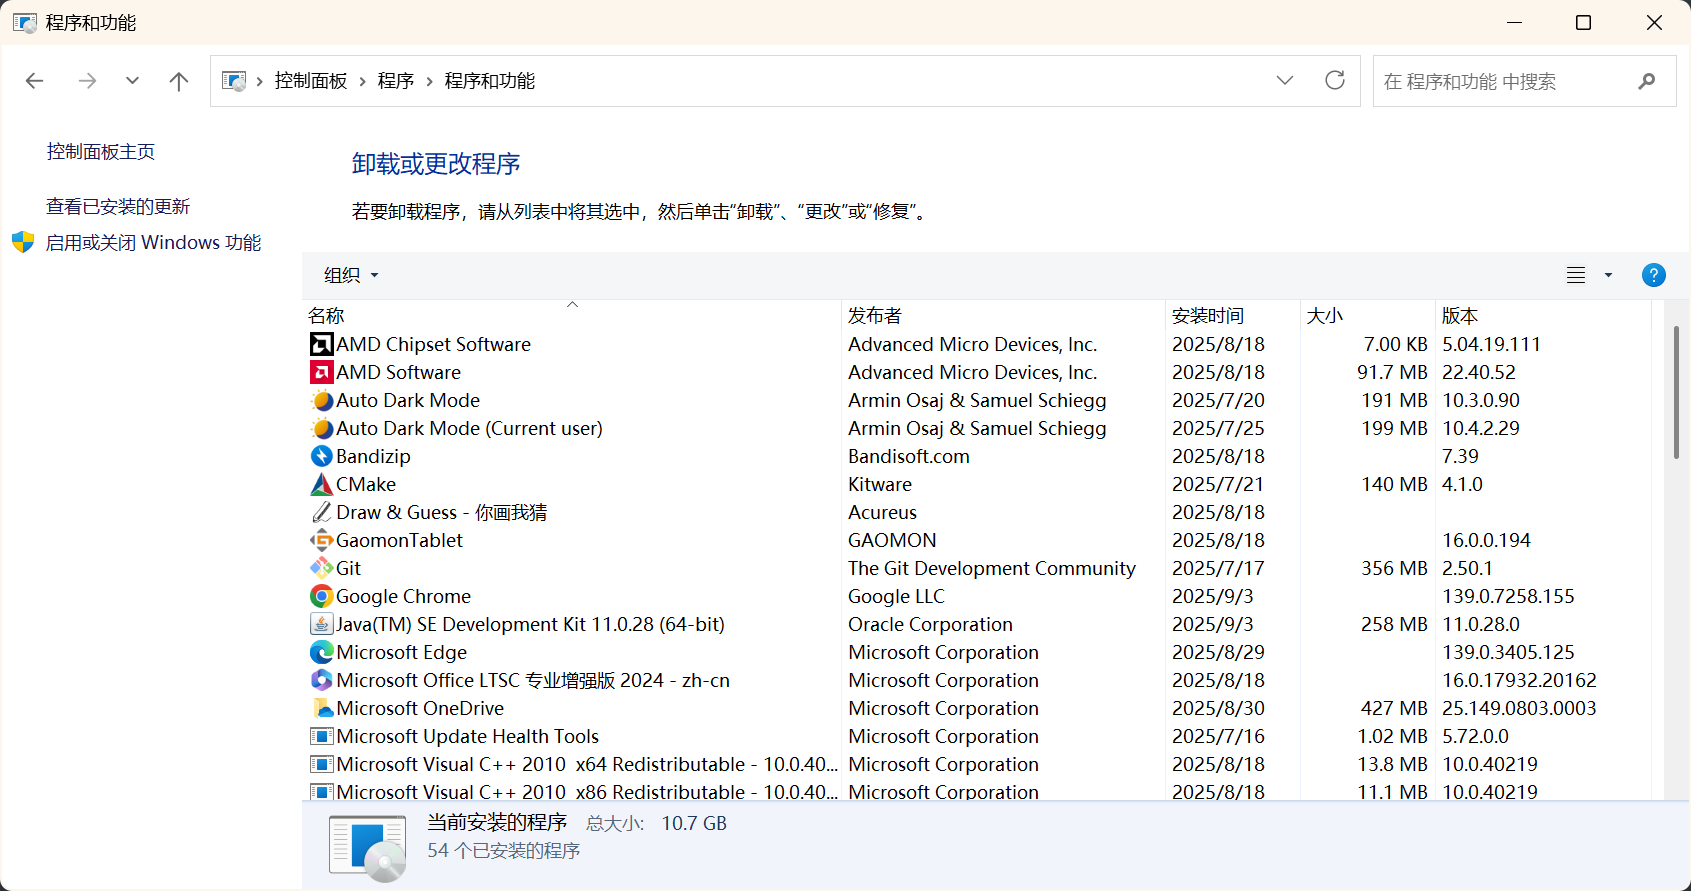 程序和功能
控制面板 > 程序 > 程序和功能
在 程序和功能 中搜索
控制面板主页
查看已安装的更新
启用或关闭 Windows 功能
卸载或更改程序
若要卸载程序，请从列表中将其选中，然后单击“卸载”、“更改”或“修复”。
组织
名称 发布者 安装时间 大小 版本
AMD Chipset Software Advanced Micro Devices, Inc. 2025/8/18 7.00 KB 5.04.19.111
AMD Software Advanced Micro Devices, Inc. 2025/8/18 91.7 MB 22.40.52
Auto Dark Mode Armin Osaj & Samuel Schiegg 2025/7/20 191 MB 10.3.0.90
Auto Dark Mode (Current user) Armin Osaj & Samuel Schiegg 2025/7/25 199 MB 10.4.2.29
Bandizip Bandisoft.com 2025/8/18 7.39
CMake Kitware 2025/7/21 140 MB 4.1.0
Draw & Guess - 你画我猜 Acureus 2025/8/18
GaomonTablet GAOMON 2025/8/18 16.0.0.194
Git The Git Development Community 2025/7/17 356 MB 2.50.1
Google Chrome Google LLC 2025/9/3 139.0.7258.155
Java(TM) SE Development Kit 11.0.28 (64-bit) Oracle Corporation 2025/9/3 258 MB 11.0.28.0
Microsoft Edge Microsoft Corporation 2025/8/29 139.0.3405.125
Microsoft Office LTSC 专业增强版 2024 - zh-cn Microsoft Corporation 2025/8/18 16.0.17932.20162
Microsoft OneDrive Microsoft Corporation 2025/8/30 427 MB 25.149.0803.0003
Microsoft Update Health Tools Microsoft Corporation 2025/7/16 1.02 MB 5.72.0.0
Microsoft Visual C++ 2010  x64 Redistributable - 10.0.40... Microsoft Corporation 2025/8/18 13.8 MB 10.0.40219
Microsoft Visual C++ 2010  x86 Redistributable - 10.0.40... Microsoft Corporation 2025/8/18 11.1 MB 10.0.40219
当前安装的程序 总大小: 10.7 GB
54 个已安装的程序